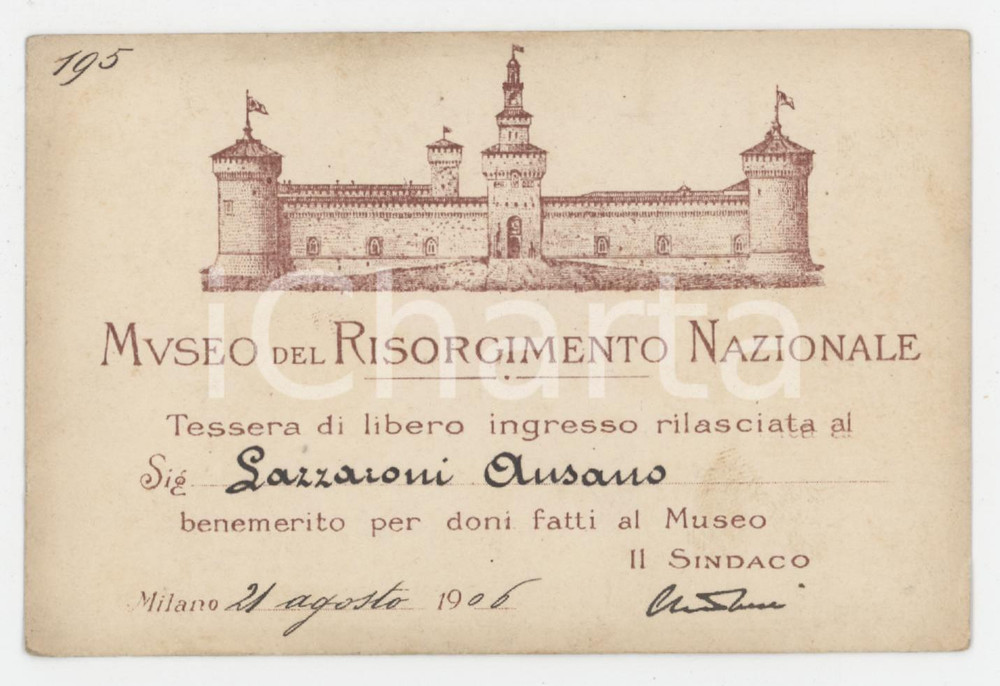 195
MVSEO DEL RISORGIMENTO NAZIONALE
iCharta
Tessera di libero ingresso rilasciata al
Sig Lazzaroni Ausano
benemerito per doni fatti al Museo
Il SINDACO
Milano 21 agosto 1906